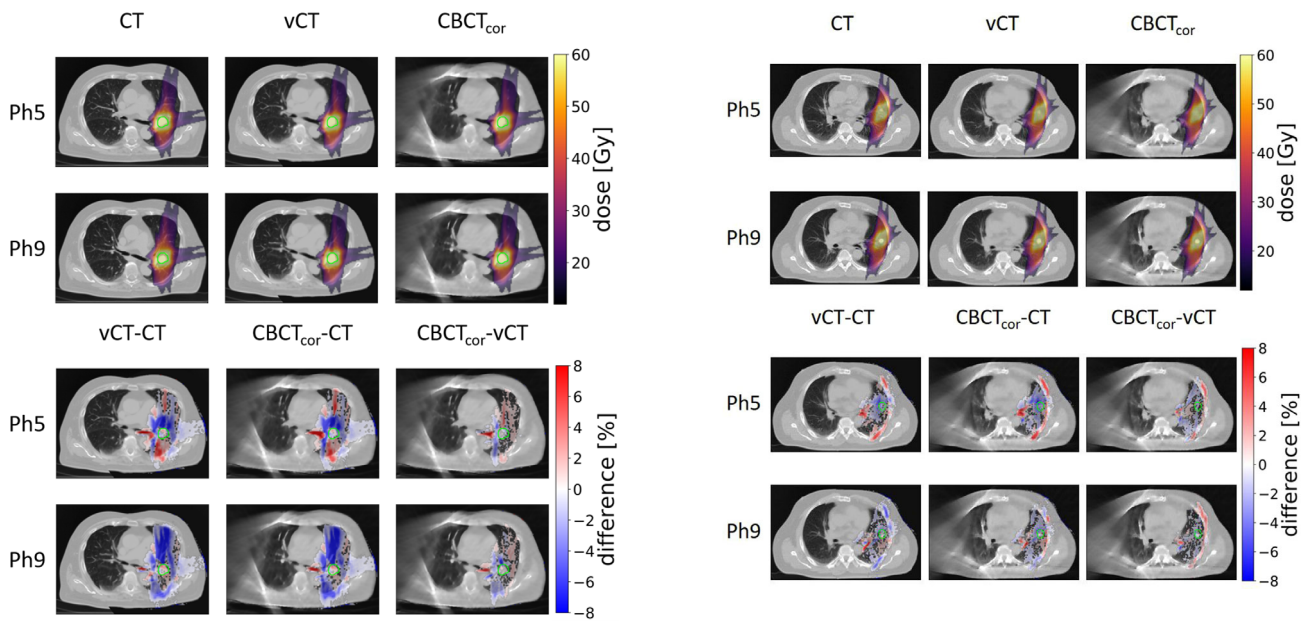 CT vCT CBCTcor
Ph5
Ph9
60
50
40
30
20
dose [Gy]
vCT-CT CBCTcor-CT CBCTcor-vCT
Ph5
Ph9
8
6
4
2
0
−2
−4
−6
−8
difference [%]
CT vCT CBCTcor
Ph5
Ph9
60
50
40
30
20
dose [Gy]
vCT-CT CBCTcor-CT CBCTcor-vCT
Ph5
Ph9
8
6
4
2
0
−2
−4
−6
−8
difference [%]